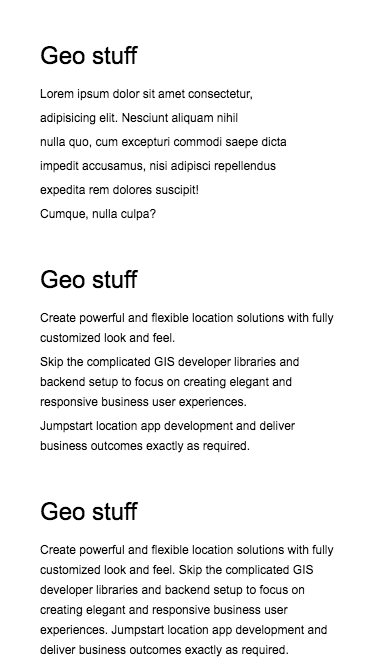 Geo stuff
Lorem ipsum dolor sit amet consectetur,
adipisicing elit. Nesciunt aliquam nihil
nulla quo, cum excepturi commodi saepe dicta
impedit accusamus, nisi adipisci repellendus
expedita rem dolores suscipit!
Cumque, nulla culpa?
Geo stuff
Create powerful and flexible location solutions with fully
customized look and feel.
Skip the complicated GIS developer libraries and
backend setup to focus on creating elegant and
responsive business user experiences.
Jumpstart location app development and deliver
business outcomes exactly as required.
Geo stuff
Create powerful and flexible location solutions with fully
customized look and feel. Skip the complicated GIS
developer libraries and backend setup to focus on
creating elegant and responsive business user
experiences. Jumpstart location app development and
deliver business outcomes exactly as required.